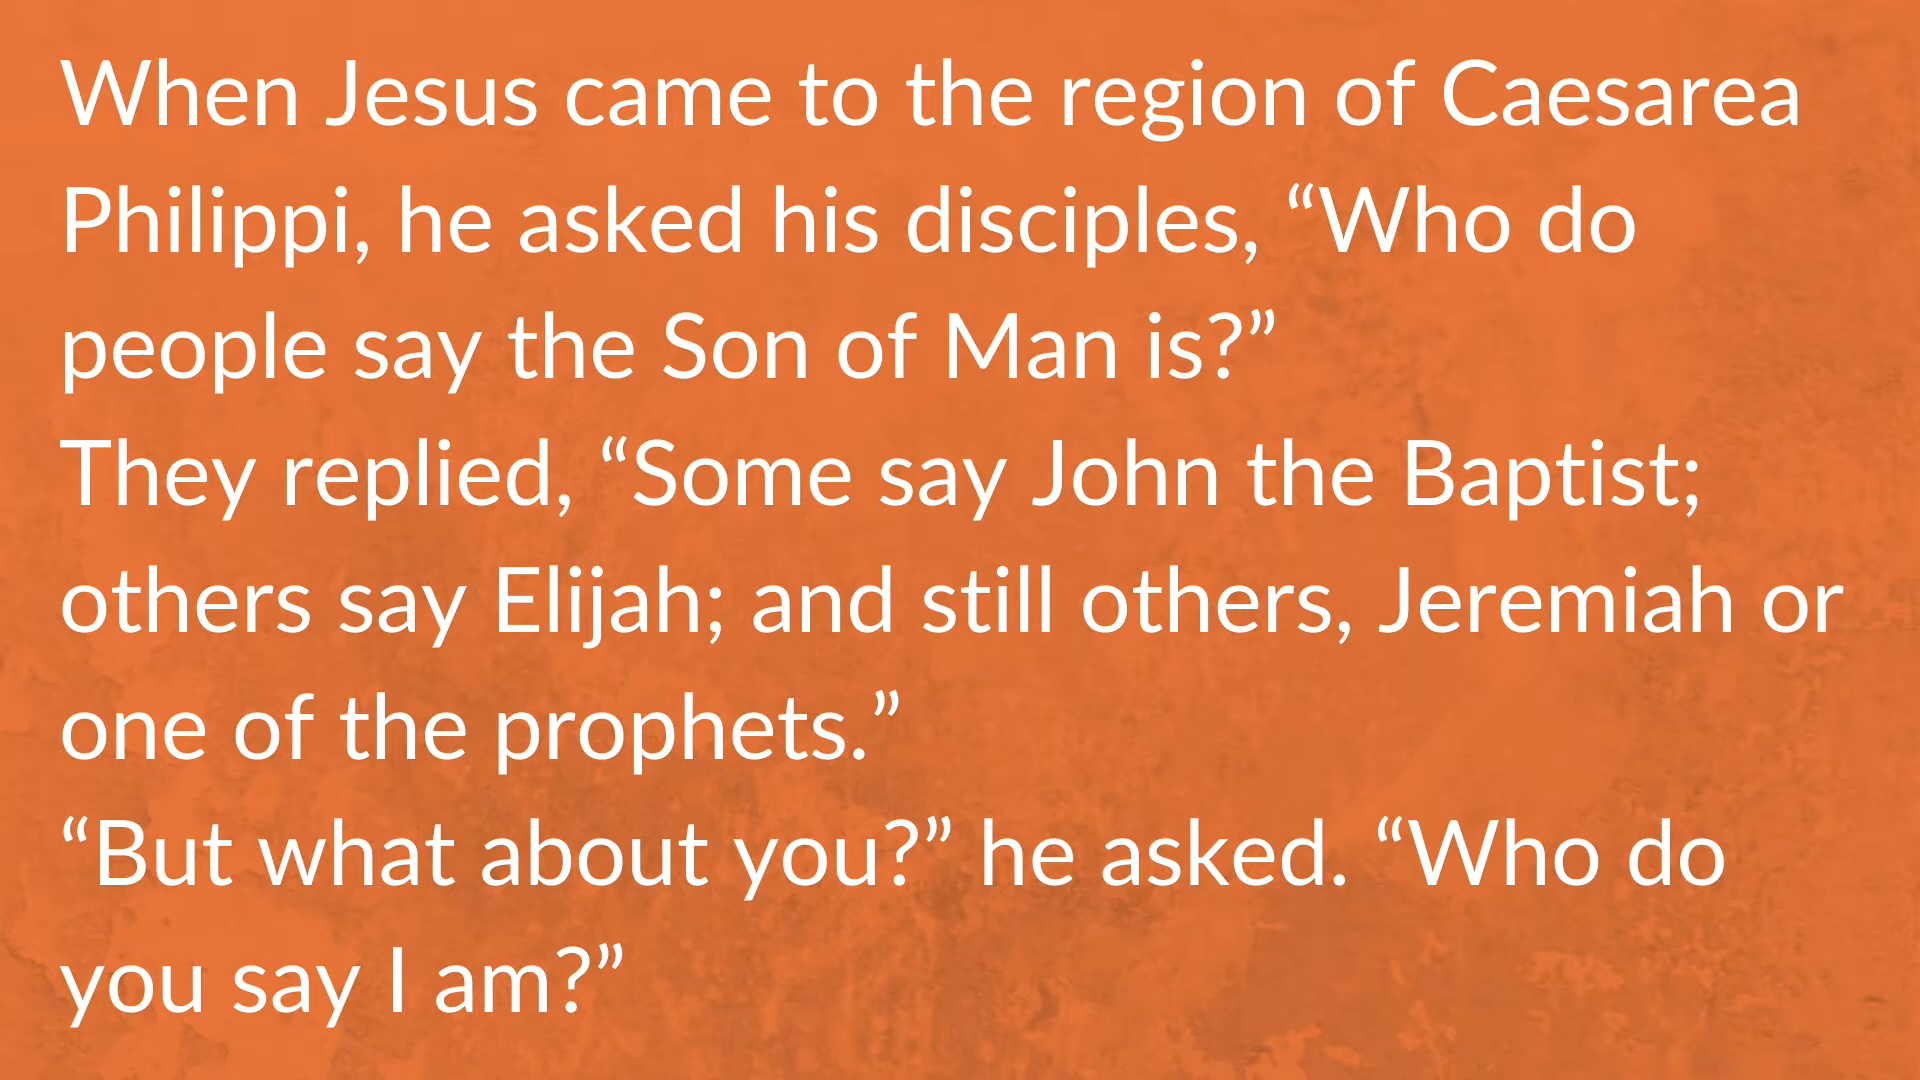 When Jesus came to the region of Caesarea
Philippi, he asked his disciples, “Who do
people say the Son of Man is?”
They replied, “Some say John the Baptist;
others say Elijah; and still others, Jeremiah or
one of the prophets.”
“But what about you?” he asked. “Who do
you say I am?”